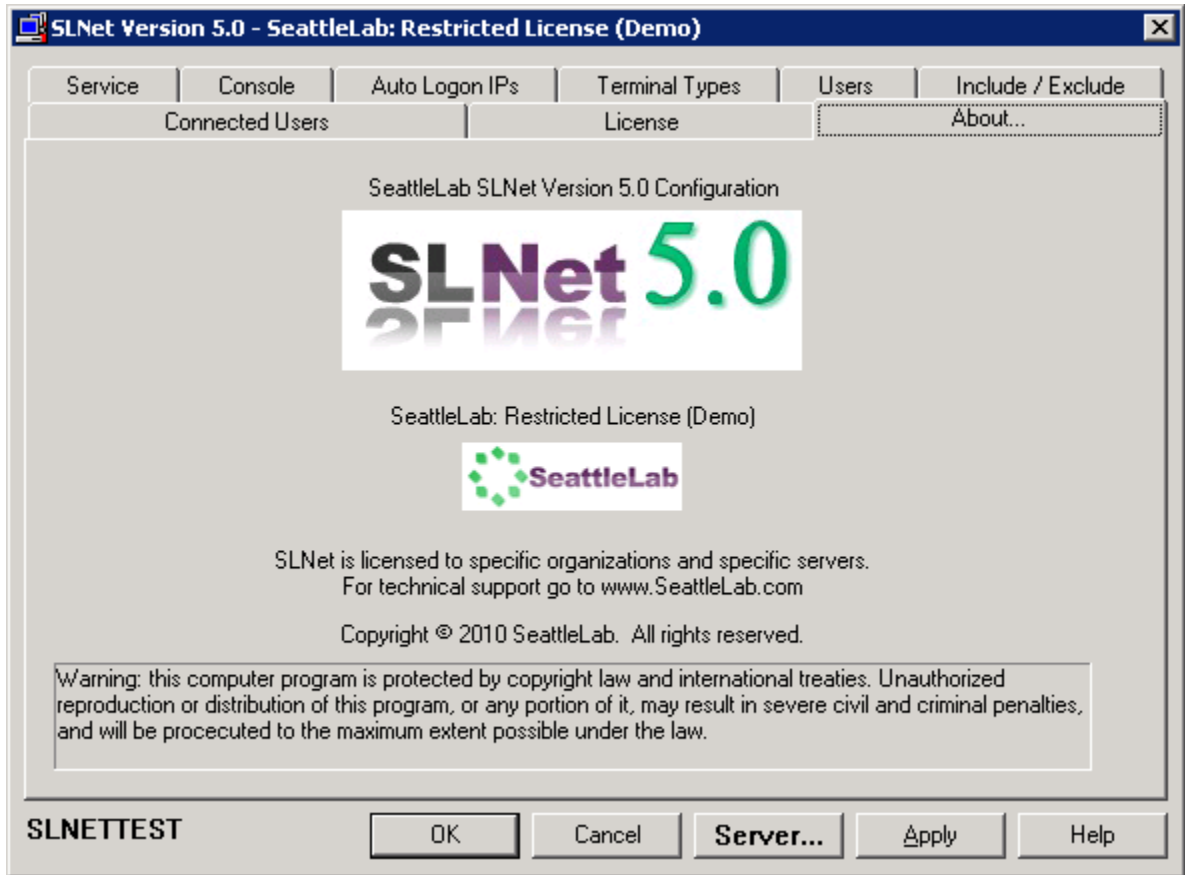 SLNet Version 5.0 - SeattleLab: Restricted License (Demo)
Service Console Auto Logon IPs Terminal Types Users Include / Exclude
Connected Users License About...
SeattleLab SLNet Version 5.0 Configuration
SLNet 5.0
SeattleLab: Restricted License (Demo)
SeattleLab
SLNet is licensed to specific organizations and specific servers.
For technical support go to www.SeattleLab.com
Copyright © 2010 SeattleLab. All rights reserved.
Warning: this computer program is protected by copyright law and international treaties. Unauthorized
reproduction or distribution of this program, or any portion of it, may result in severe civil and criminal penalties,
and will be procecuted to the maximum extent possible under the law.
SLNETTEST OK Cancel Server... Apply Help